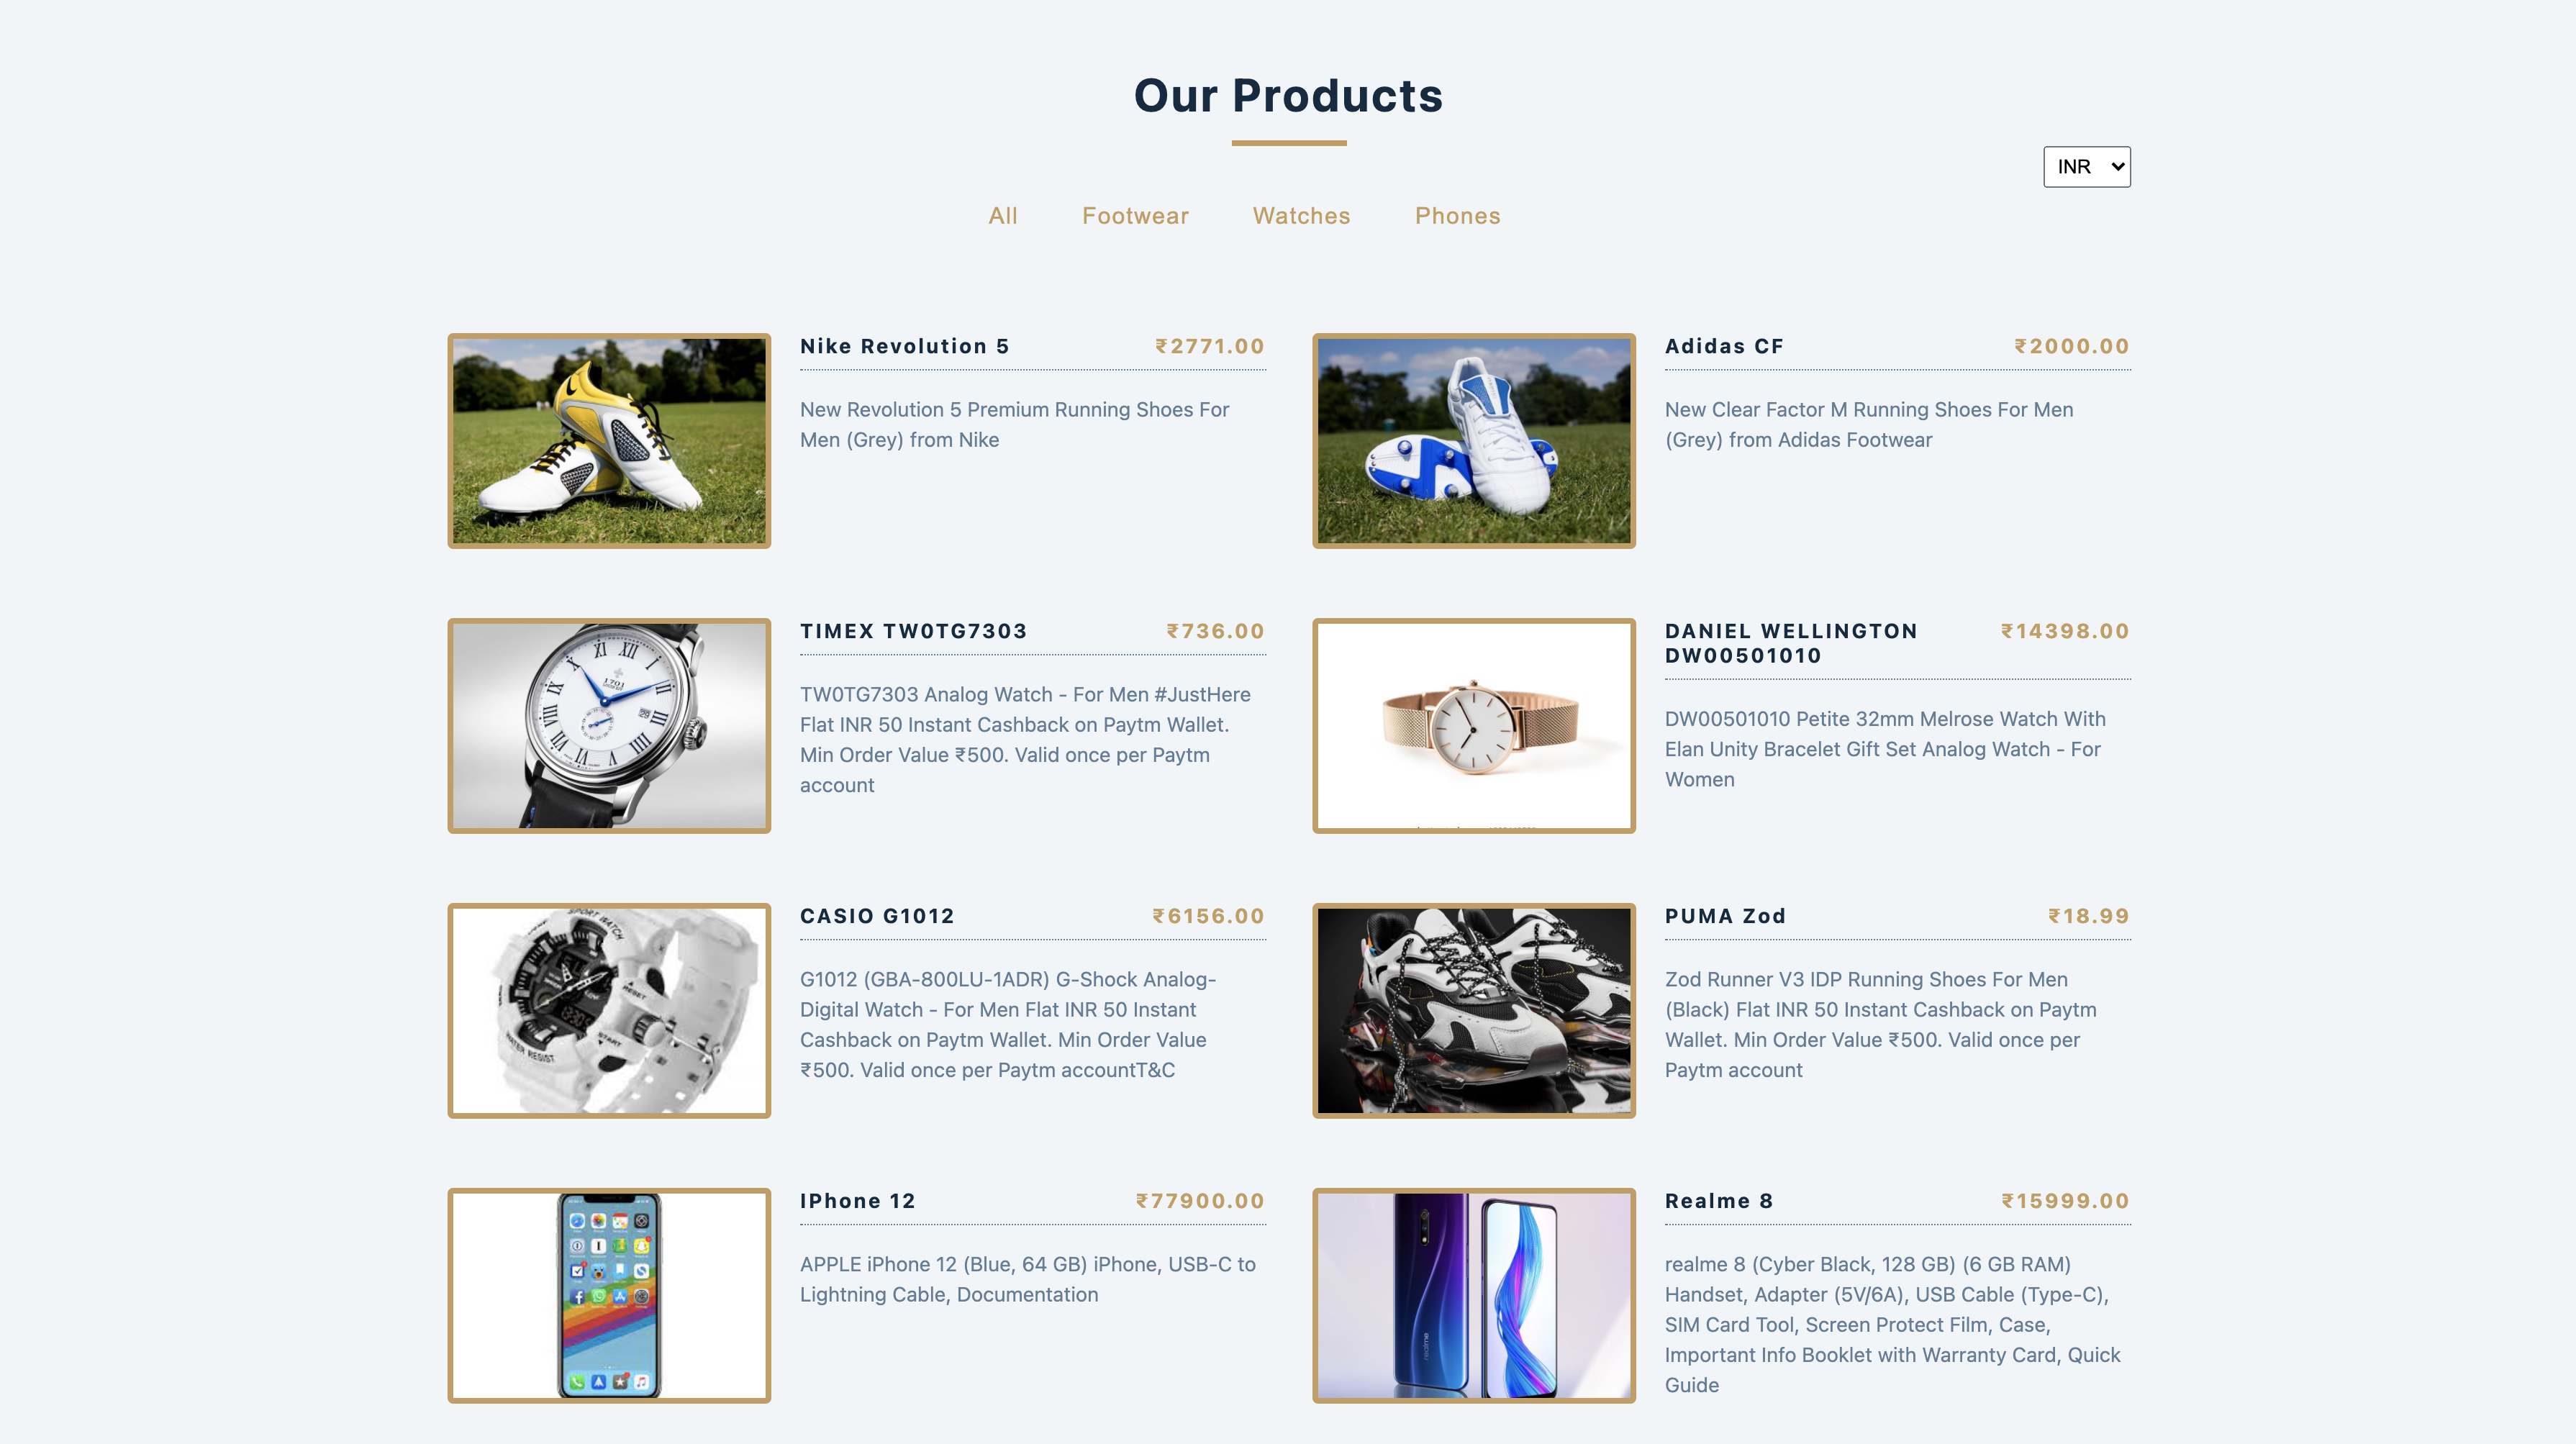 Our Products
INR
All Footwear Watches Phones
Nike Revolution 5 ₹2771.00
New Revolution 5 Premium Running Shoes For
Men (Grey) from Nike
Adidas CF ₹2000.00
New Clear Factor M Running Shoes For Men
(Grey) from Adidas Footwear
TIMEX TW0TG7303 ₹736.00
TW0TG7303 Analog Watch - For Men #JustHere
Flat INR 50 Instant Cashback on Paytm Wallet.
Min Order Value ₹500. Valid once per Paytm
account
DANIEL WELLINGTON ₹14398.00
DW00501010
DW00501010 Petite 32mm Melrose Watch With
Elan Unity Bracelet Gift Set Analog Watch - For
Women
SPORT WATCH
RESET
START
WATER RESIST
CASIO G1012 ₹6156.00
G1012 (GBA-800LU-1ADR) G-Shock Analog-
Digital Watch - For Men Flat INR 50 Instant
Cashback on Paytm Wallet. Min Order Value
₹500. Valid once per Paytm accountT&C
PUMA Zod ₹18.99
Zod Runner V3 IDP Running Shoes For Men
(Black) Flat INR 50 Instant Cashback on Paytm
Wallet. Min Order Value ₹500. Valid once per
Paytm account
IPhone 12 ₹77900.00
APPLE iPhone 12 (Blue, 64 GB) iPhone, USB-C to
Lightning Cable, Documentation
realme
Realme 8 ₹15999.00
realme 8 (Cyber Black, 128 GB) (6 GB RAM)
Handset, Adapter (5V/6A), USB Cable (Type-C),
SIM Card Tool, Screen Protect Film, Case,
Important Info Booklet with Warranty Card, Quick
Guide